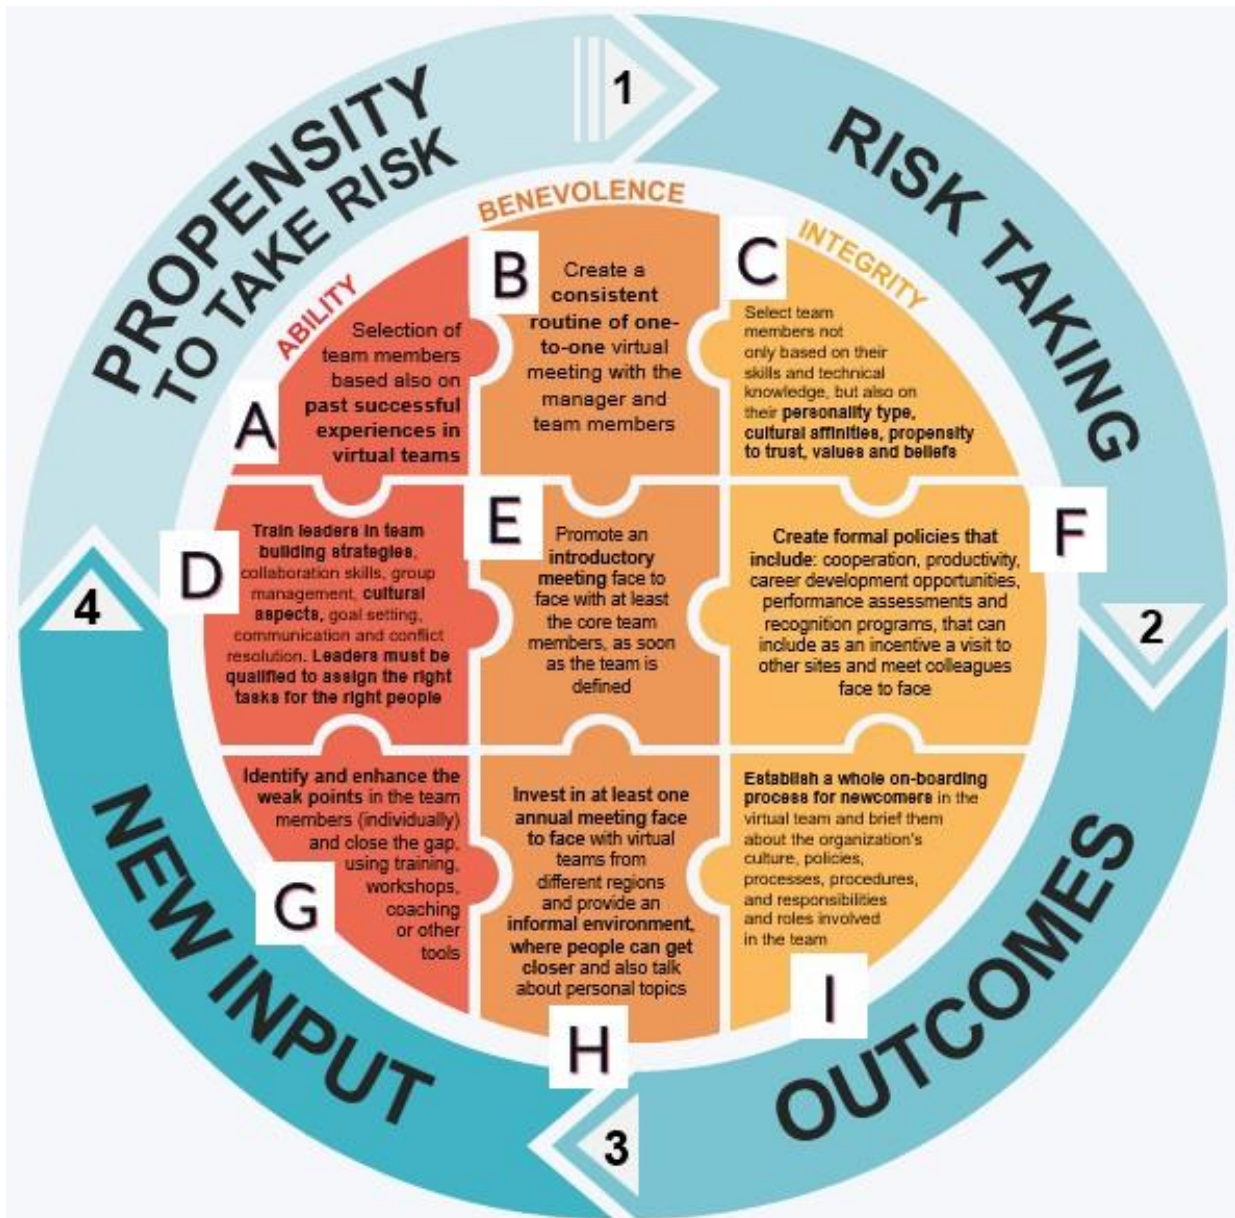 PROPENSITY
TO TAKE RISK
1
RISK TAKING
2
OUTCOMES
3
NEW INPUT
4
ABILITY
BENEVOLENCE
INTEGRITY
A
Selection of
team members
based also on
past successful
experiences in
virtual teams
B
Create a
consistent
routine of one-
to-one virtual
meeting with the
manager and
team members
C
Select team
members not
only based on their
skills and technical
knowledge, but also on
their personality type,
cultural affinities, propensity
to trust, values and beliefs
D
Train leaders in team
building strategies,
collaboration skills, group
management, cultural
aspects, goal setting,
communication and conflict
resolution. Leaders must be
qualified to assign the right
tasks for the right people
E
Promote an
introductory
meeting face to
face with at least
the core team
members, as soon
as the team is
defined
F
Create formal policies that
include: cooperation, productivity,
career development opportunities,
performance assessments and
recognition programs, that can
include as an incentive a visit to
other sites and meet colleagues
face to face
G
Identify and enhance the
weak points in the team
members (individually)
and close the gap,
using training,
workshops,
coaching
or other
tools
H
Invest in at least one
annual meeting face
to face with virtual
teams from
different regions
and provide an
informal environment,
where people can get
closer and also talk
about personal topics
I
Establish a whole on-boarding
process for newcomers in the
virtual team and brief them
about the organization's
culture, policies,
processes, procedures,
and responsibilities
and roles involved
in the team